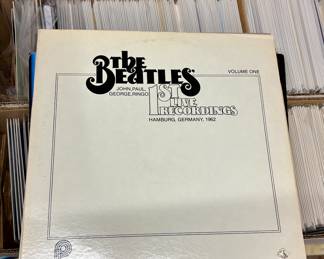 the
BEATLES
VOLUME ONE
JOHN, PAUL,
GEORGE, RINGO
1ST LIVE
RECORDINGS
HAMBURG, GERMANY, 1962